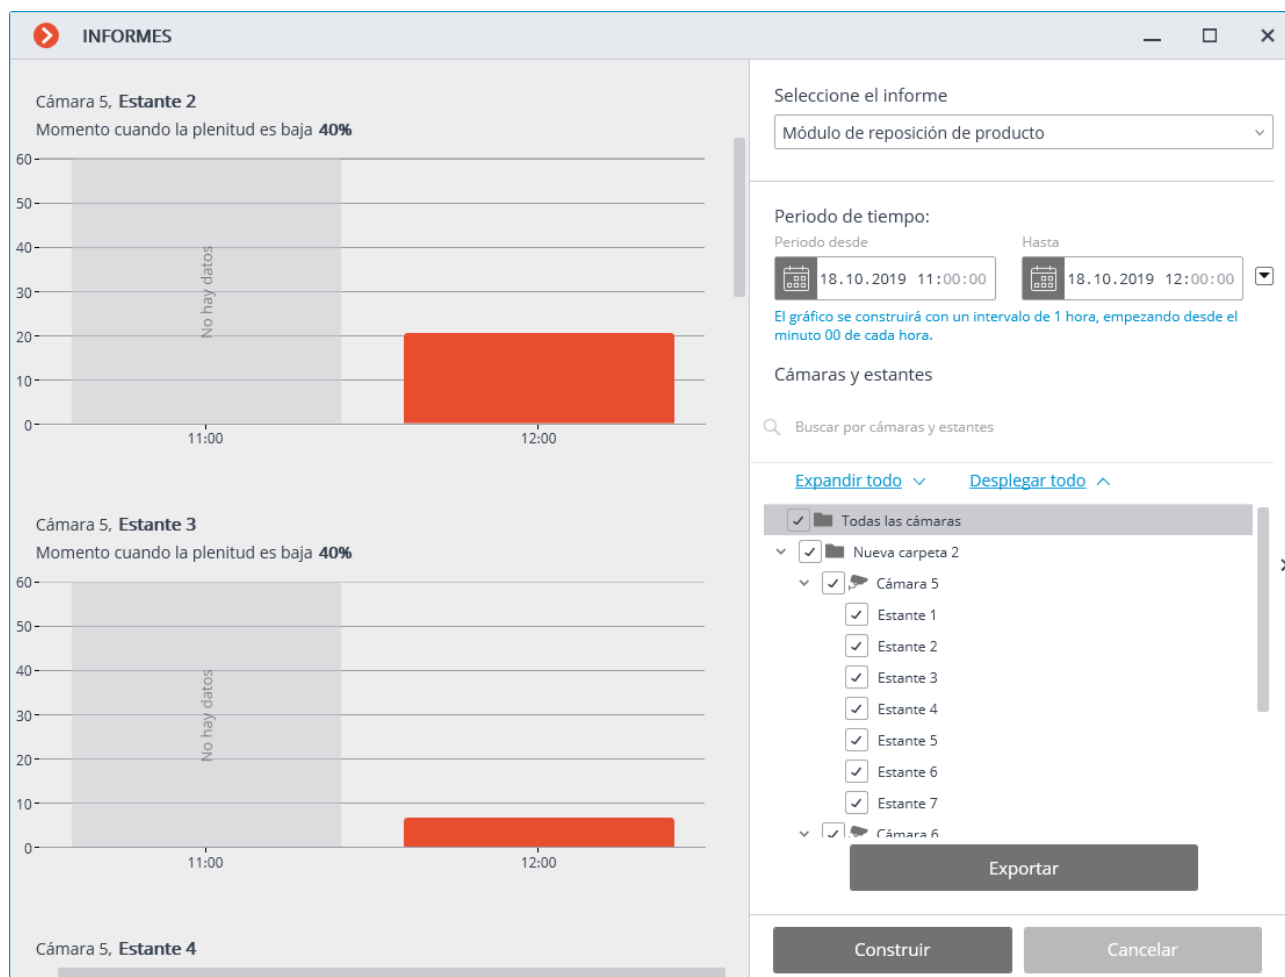 INFORMES
Cámara 5, Estante 2
Momento cuando la plenitud es baja 40%
60
50
40
30
20
10
0
No hay datos
11:00
12:00
Cámara 5, Estante 3
Momento cuando la plenitud es baja 40%
60
50
40
30
20
10
0
No hay datos
11:00
12:00
Cámara 5, Estante 4
Seleccione el informe
Módulo de reposición de producto
Periodo de tiempo:
Periodo desde
Hasta
18.10.2019 11:00:00
18.10.2019 12:00:00
El gráfico se construirá con un intervalo de 1 hora, empezando desde el
minuto 00 de cada hora.
Cámaras y estantes
Buscar por cámaras y estantes
Expandir todo
Desplegar todo
Todas las cámaras
Nueva carpeta 2
Cámara 5
Estante 1
Estante 2
Estante 3
Estante 4
Estante 5
Estante 6
Estante 7
Cámara 6
Exportar
Construir
Cancelar